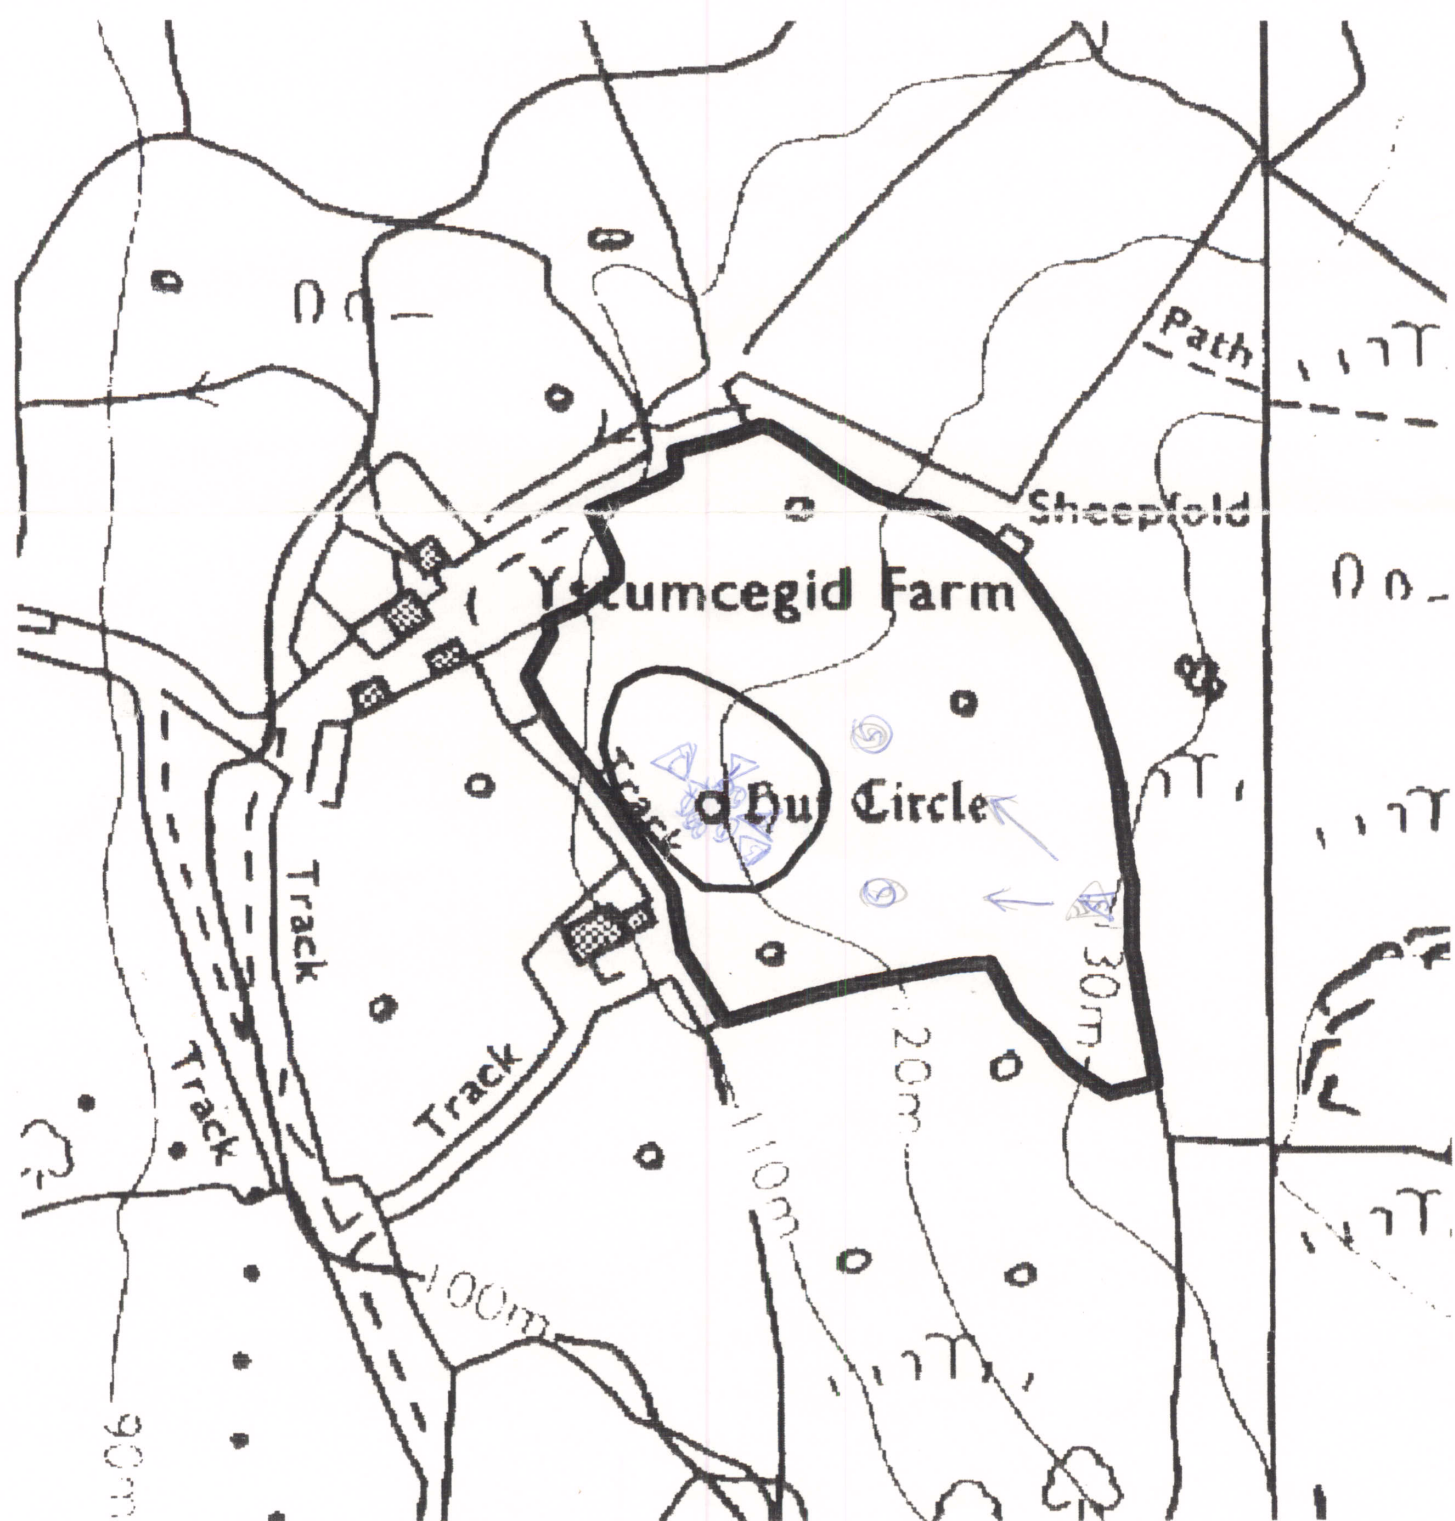 Path
Sheepfold
Ystumcegid Farm
Track
Hut Circle
Track
130m
Track
Track
120m
110m
100m
90m